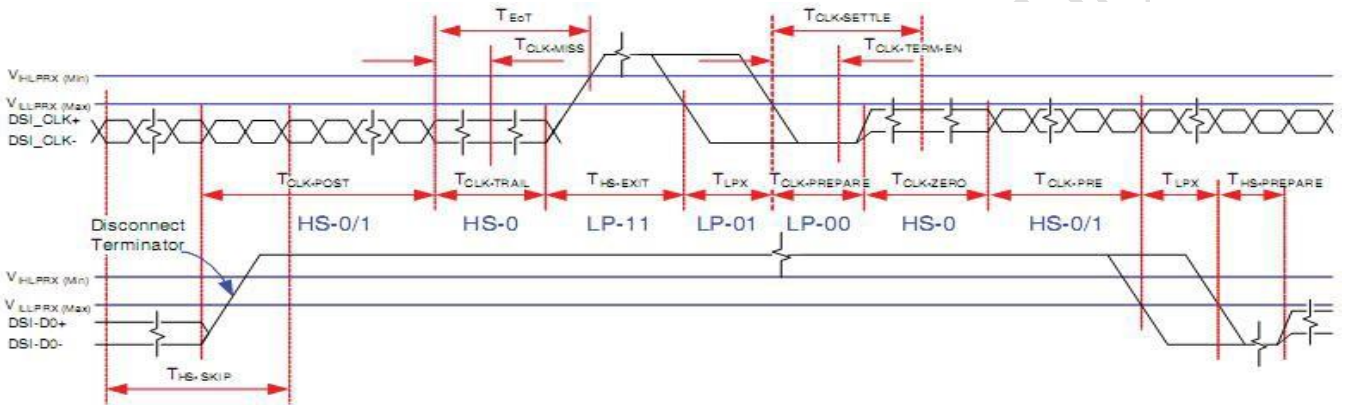 TEoT
TCLK-SETTLE
TCLK-MISS
TCLK-TERM-EN
VIHLPRX (Min)
VILLPRX (Max)
DSI_CLK+
DSI_CLK-
TCLK-POST
TCLK-TRAIL
THS-EXIT
TLPX
TCLK-PREPARE
TCLK-ZERO
TCLK-PRE
TLPX
THS-PREPARE
Disconnect
Terminator
HS-0/1
HS-0
LP-11
LP-01
LP-00
HS-0
HS-0/1
VIHLPRX (Min)
VILLPRX (Max)
DSI-D0+
DSI-D0-
THS-SKIP